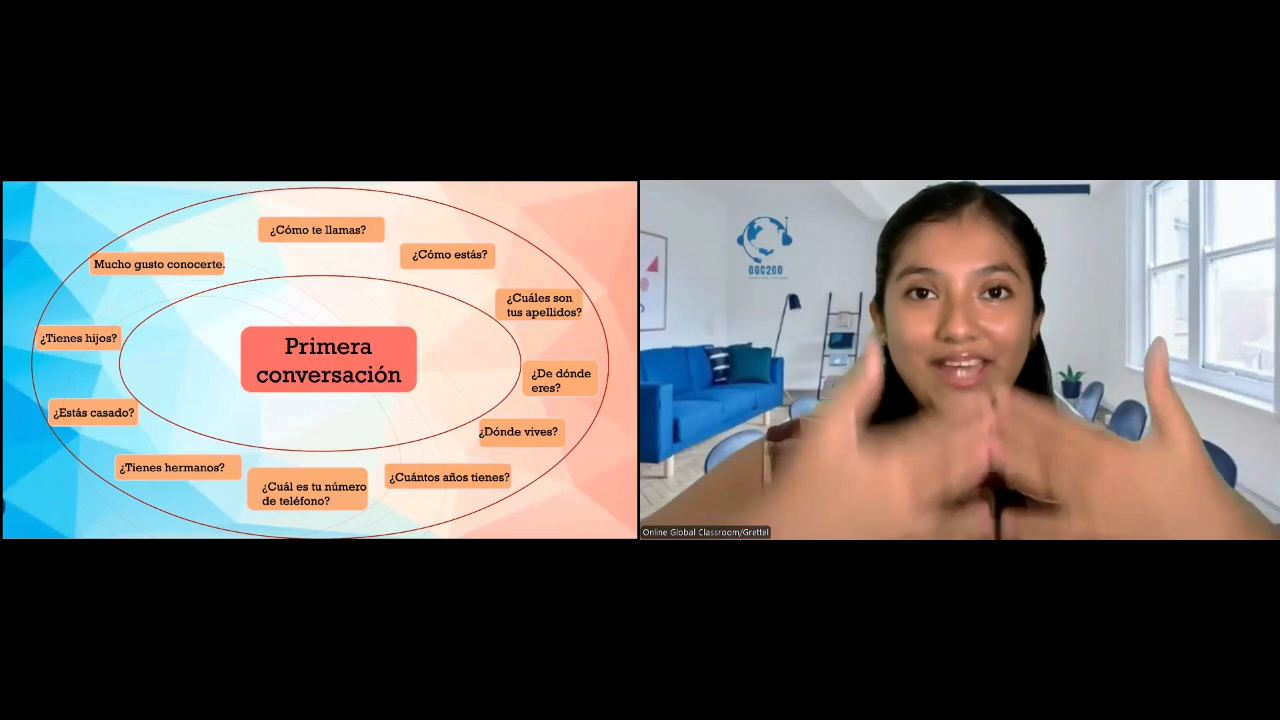 ¿Cómo te llamas?
¿Cómo estás?
¿Cuáles son
tus apellidos?
¿De dónde
eres?
¿Dónde vives?
¿Cuántos años tienes?
¿Cuál es tu número
de teléfono?
¿Tienes hermanos?
¿Estás casado?
¿Tienes hijos?
Mucho gusto conocerte.
Primera
conversación
OGC2GO
Online Global Classroom/Grettel